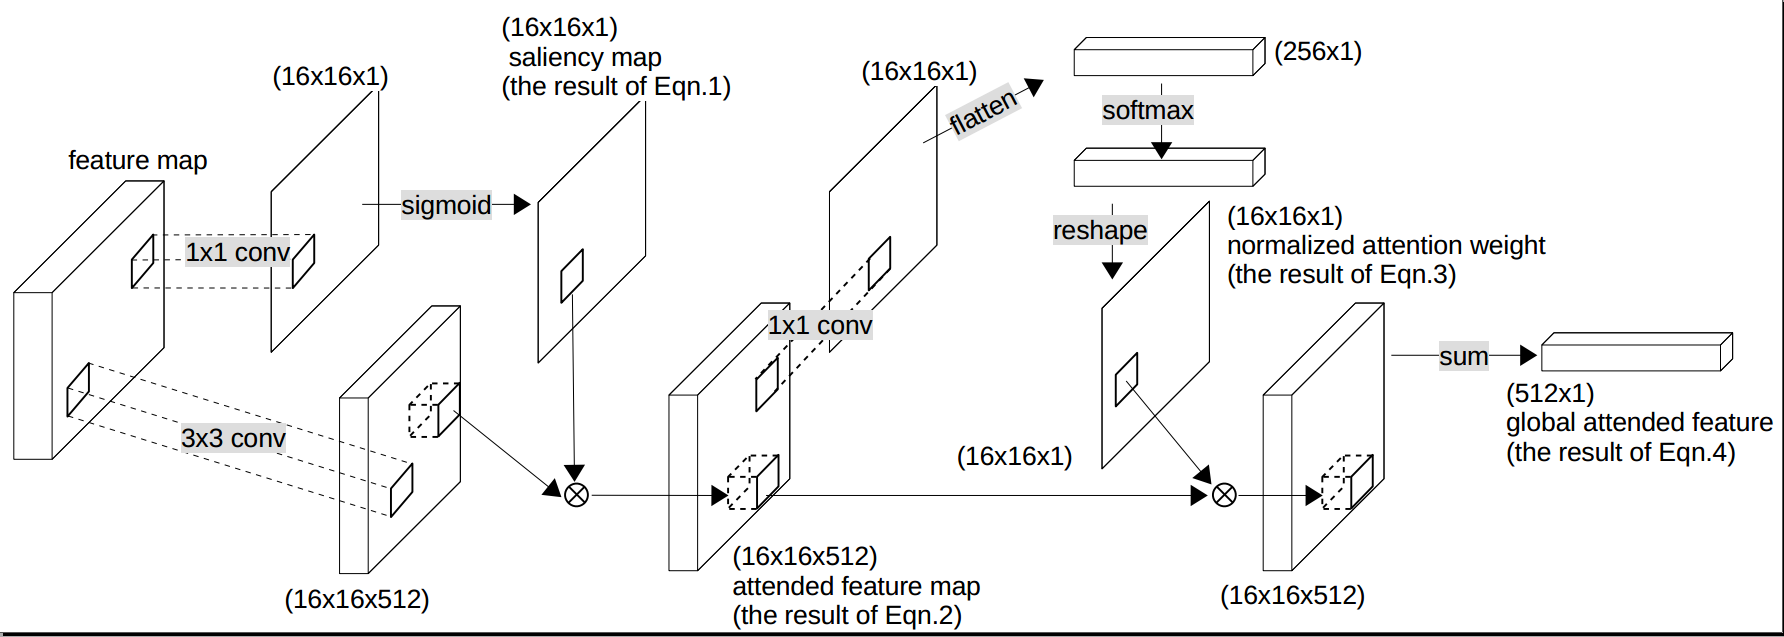 feature map
(16x16x1)
1x1 conv
3x3 conv
(16x16x512)
sigmoid
(16x16x1)
saliency map
(the result of Eqn.1)
(16x16x512)
attended feature map
(the result of Eqn.2)
1x1 conv
(16x16x1)
flatten
(256x1)
softmax
reshape
(16x16x1)
normalized attention weight
(the result of Eqn.3)
(16x16x1)
(16x16x512)
sum
(512x1)
global attended feature
(the result of Eqn.4)